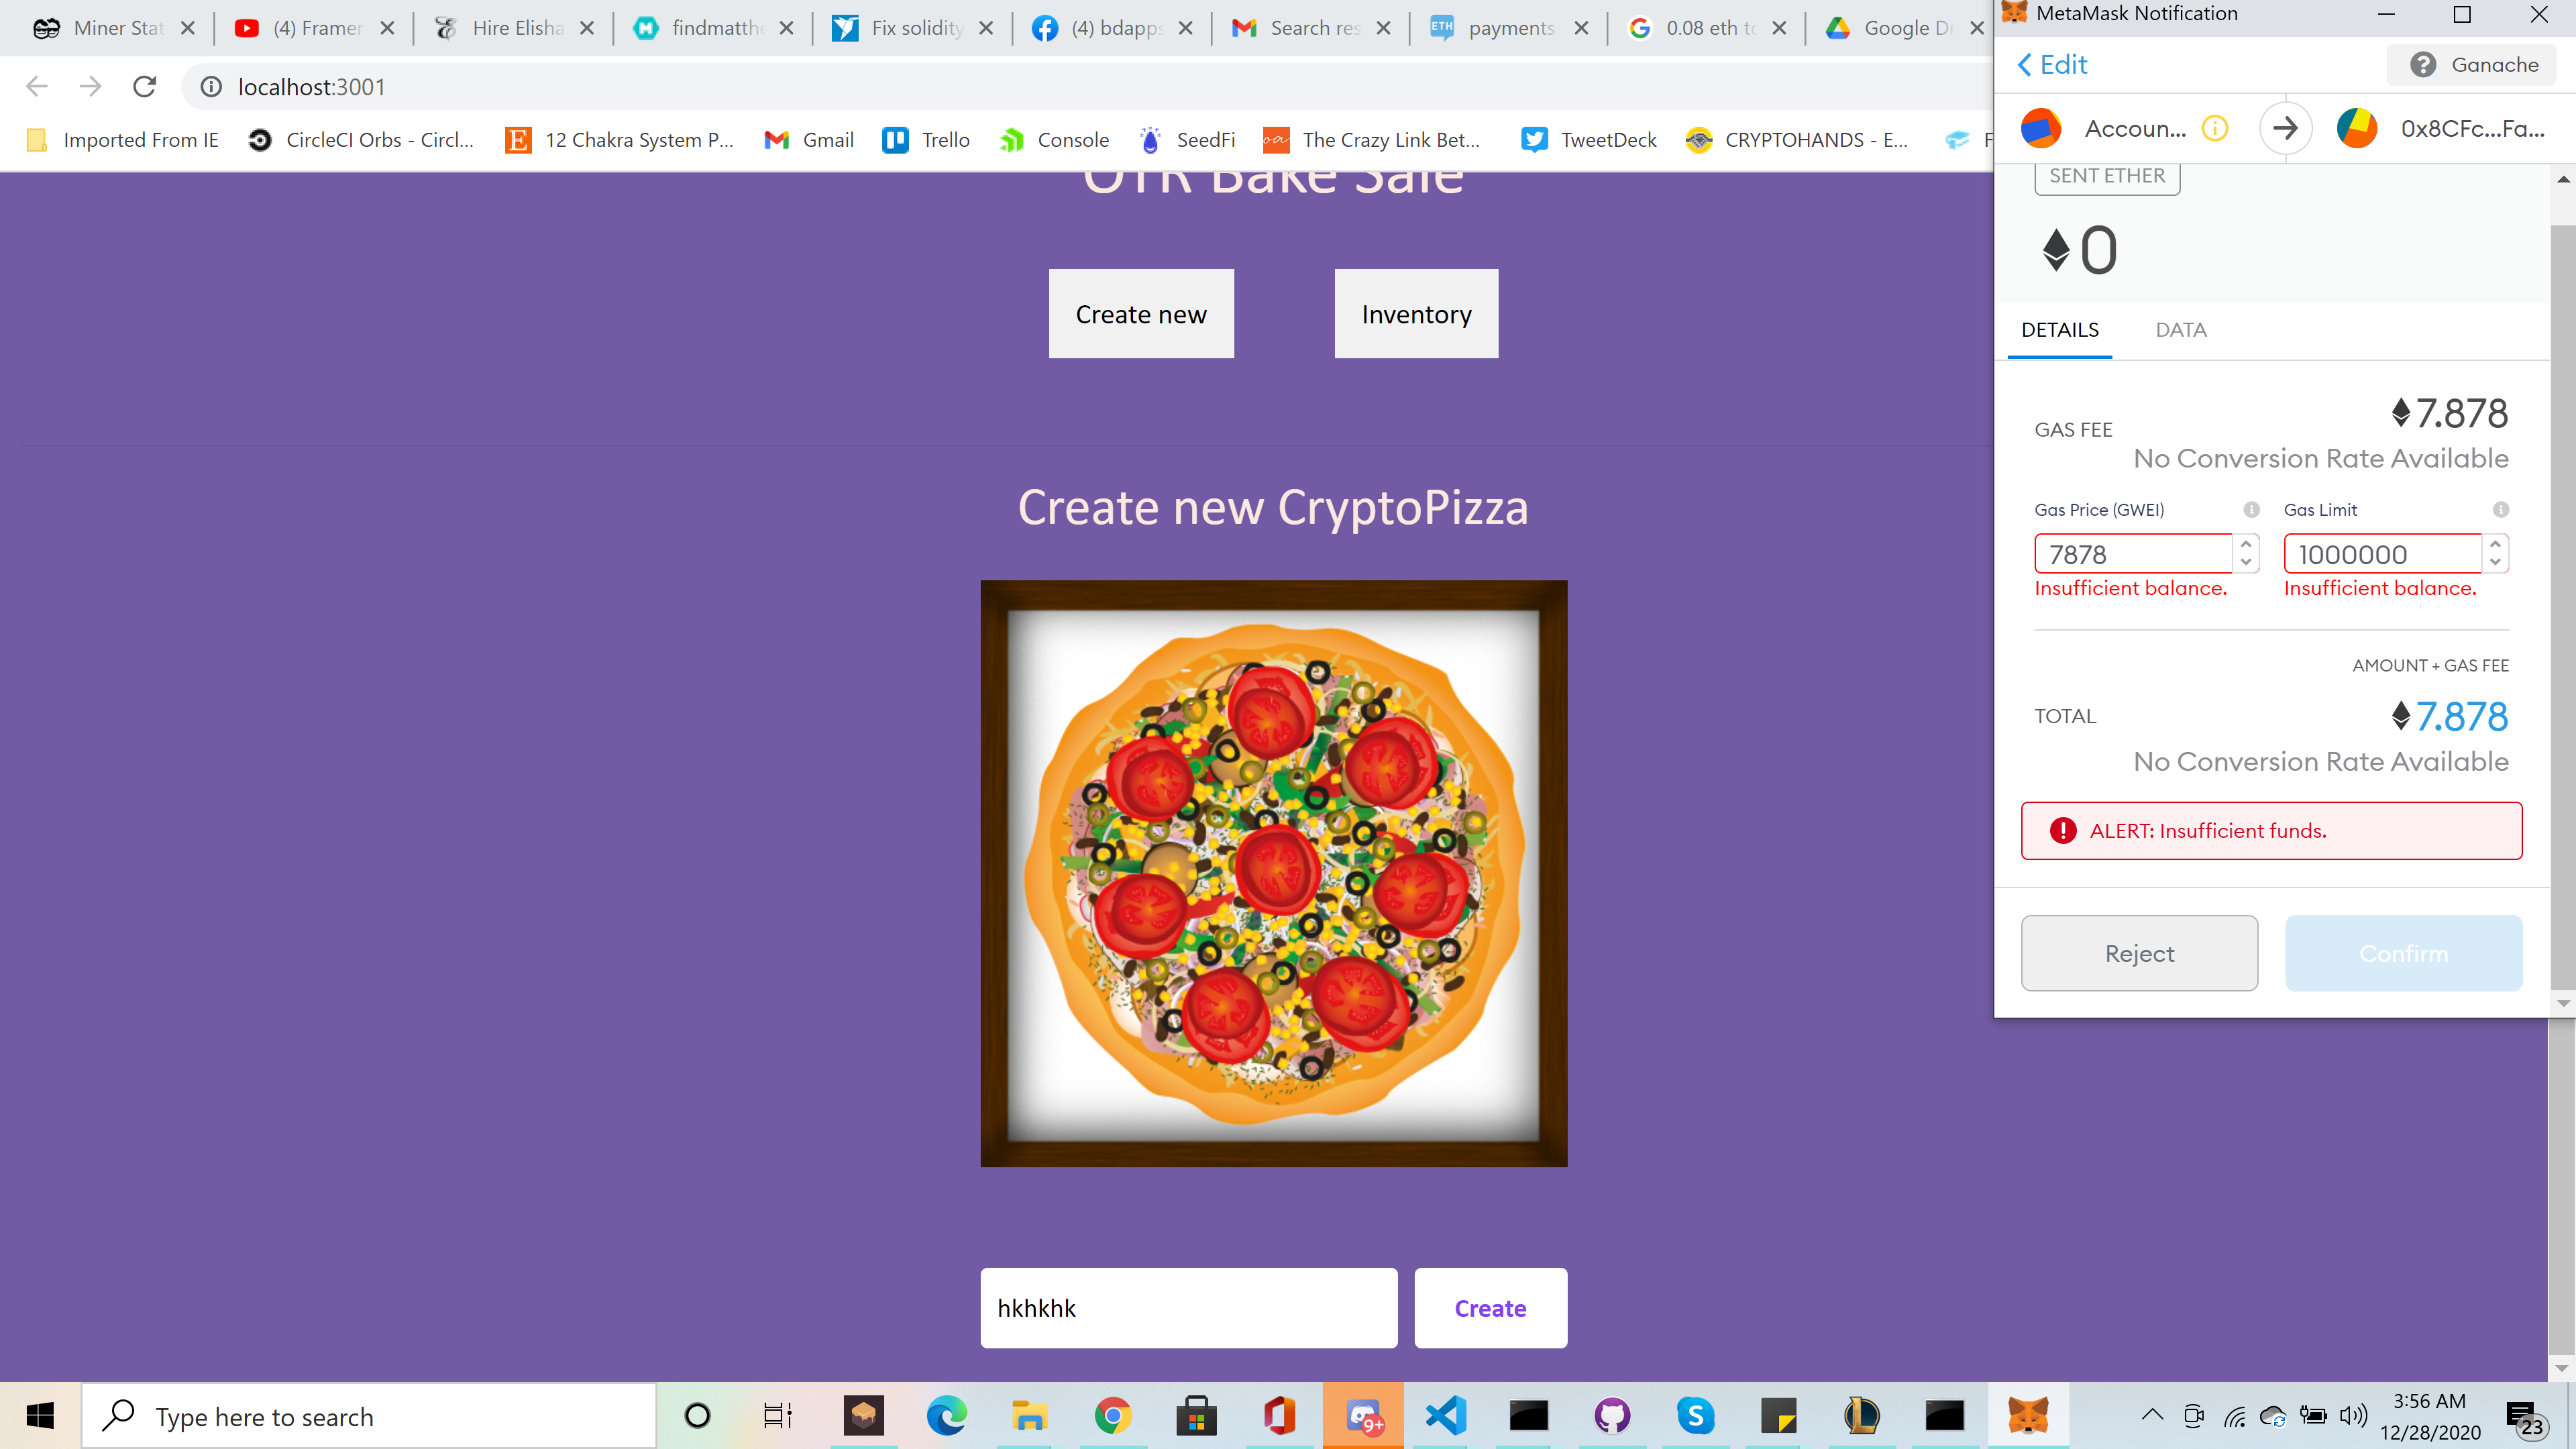 Miner Stat
(4) Framer
Hire Elisha
findmatthe
Fix solidity
(4) bdapps
Search res
payments
0.08 eth to
Google Dr
localhost:3001
Imported From IE
CircleCI Orbs - Circl...
12 Chakra System P...
Gmail
Trello
Console
SeedFi
The Crazy Link Bet...
TweetDeck
CRYPTOHANDS - E...
F
OTR Bake Sale
Create new
Inventory
Create new CryptoPizza
hkhkhk
Create
MetaMask Notification
Edit
Ganache
Accoun...
0x8CFc...Fa...
SENT ETHER
0
DETAILS
DATA
GAS FEE
7.878
No Conversion Rate Available
Gas Price (GWEI)
Gas Limit
7878
1000000
Insufficient balance.
Insufficient balance.
AMOUNT + GAS FEE
TOTAL
7.878
No Conversion Rate Available
ALERT: Insufficient funds.
Reject
Confirm
Type here to search
9+
3:56 AM
12/28/2020
23